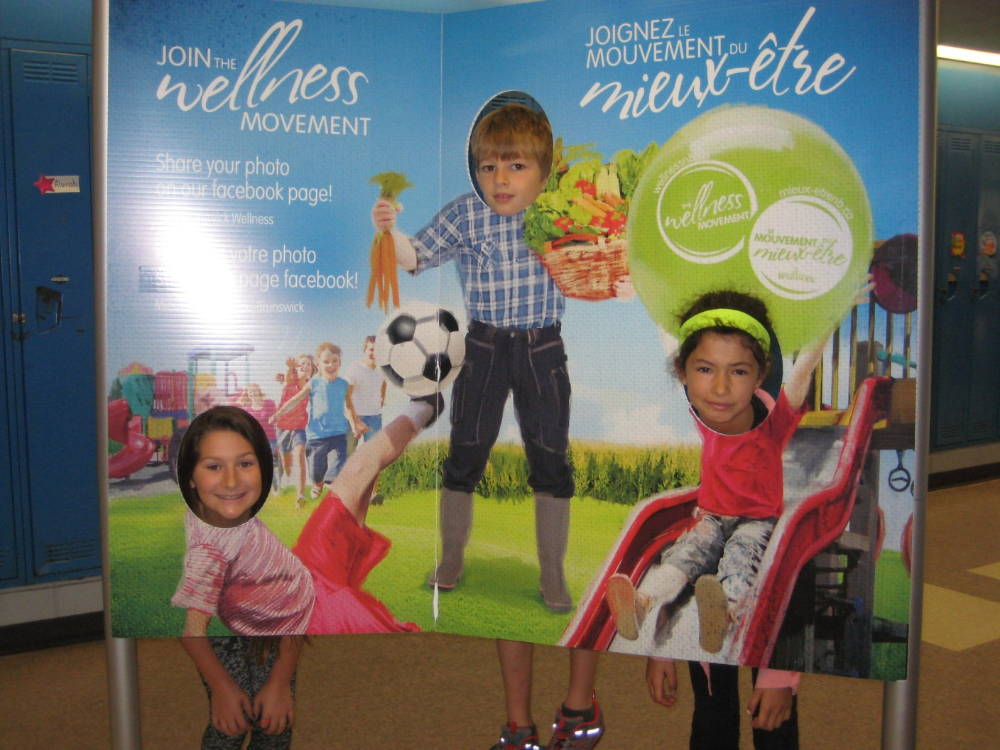 JOIN THE
wellness
MOVEMENT
Share your photo
on our facebook page!
Wellness
votre photo
page facebook!
Brunswick
JOIGNEZ LE
MOUVEMENT DU
mieux-être
THE
wellness
MOVEMENT
mieux-etrenb.ca
LE
MOUVEMENT DU
mieux-être
Alainah